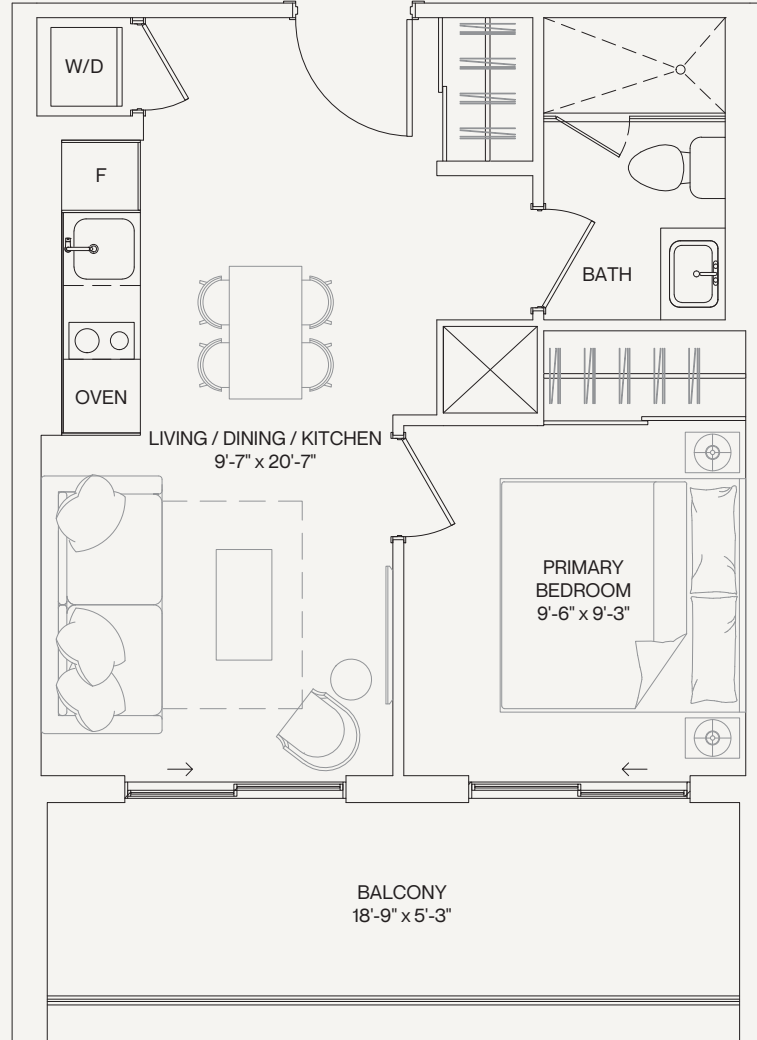 W/D
F
BATH
OVEN
LIVING / DINING / KITCHEN
9'-7" x 20'-7"
PRIMARY
BEDROOM
9'-6" x 9'-3"
BALCONY
18'-9" x 5'-3"